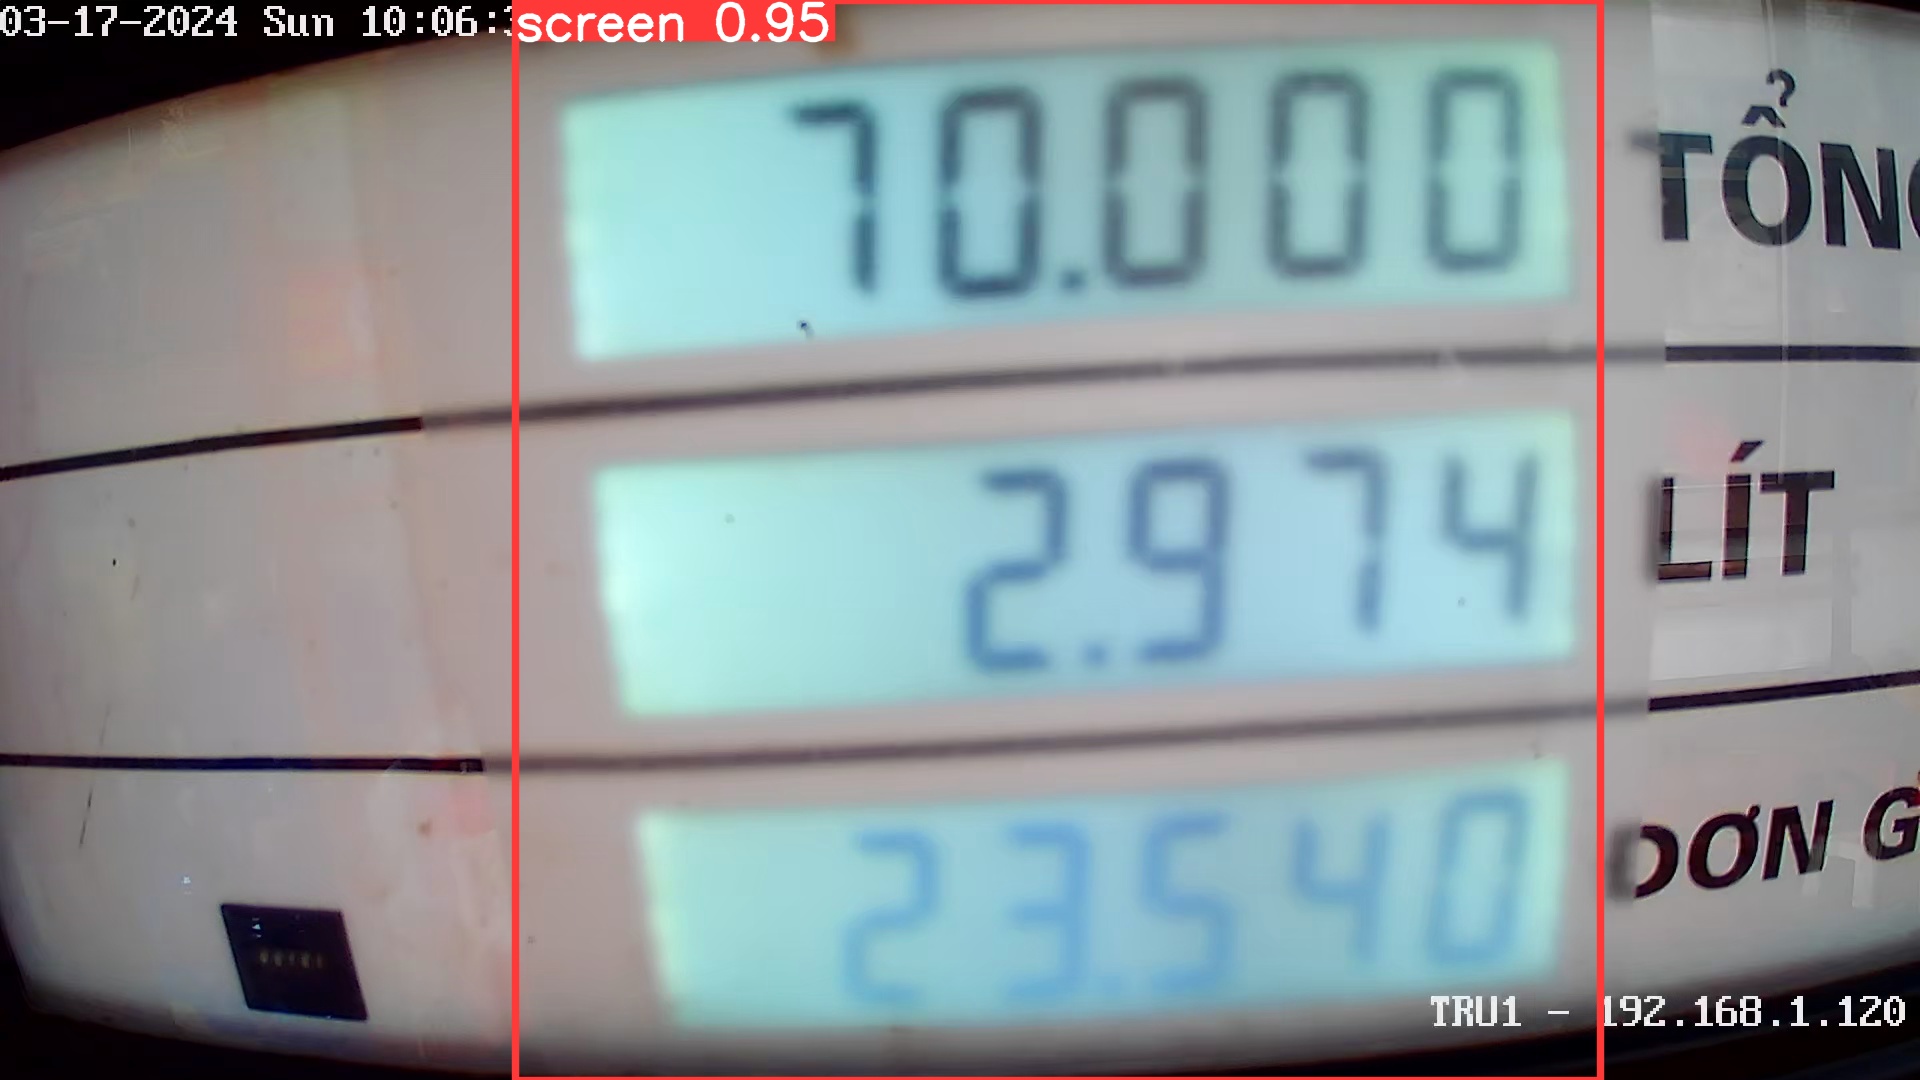 03-17-2024 Sun 10:06:3
screen 0.95
70.000
TỔNG
2.974
LÍT
23.540
ĐƠN G
TRU1 - 192.168.1.120